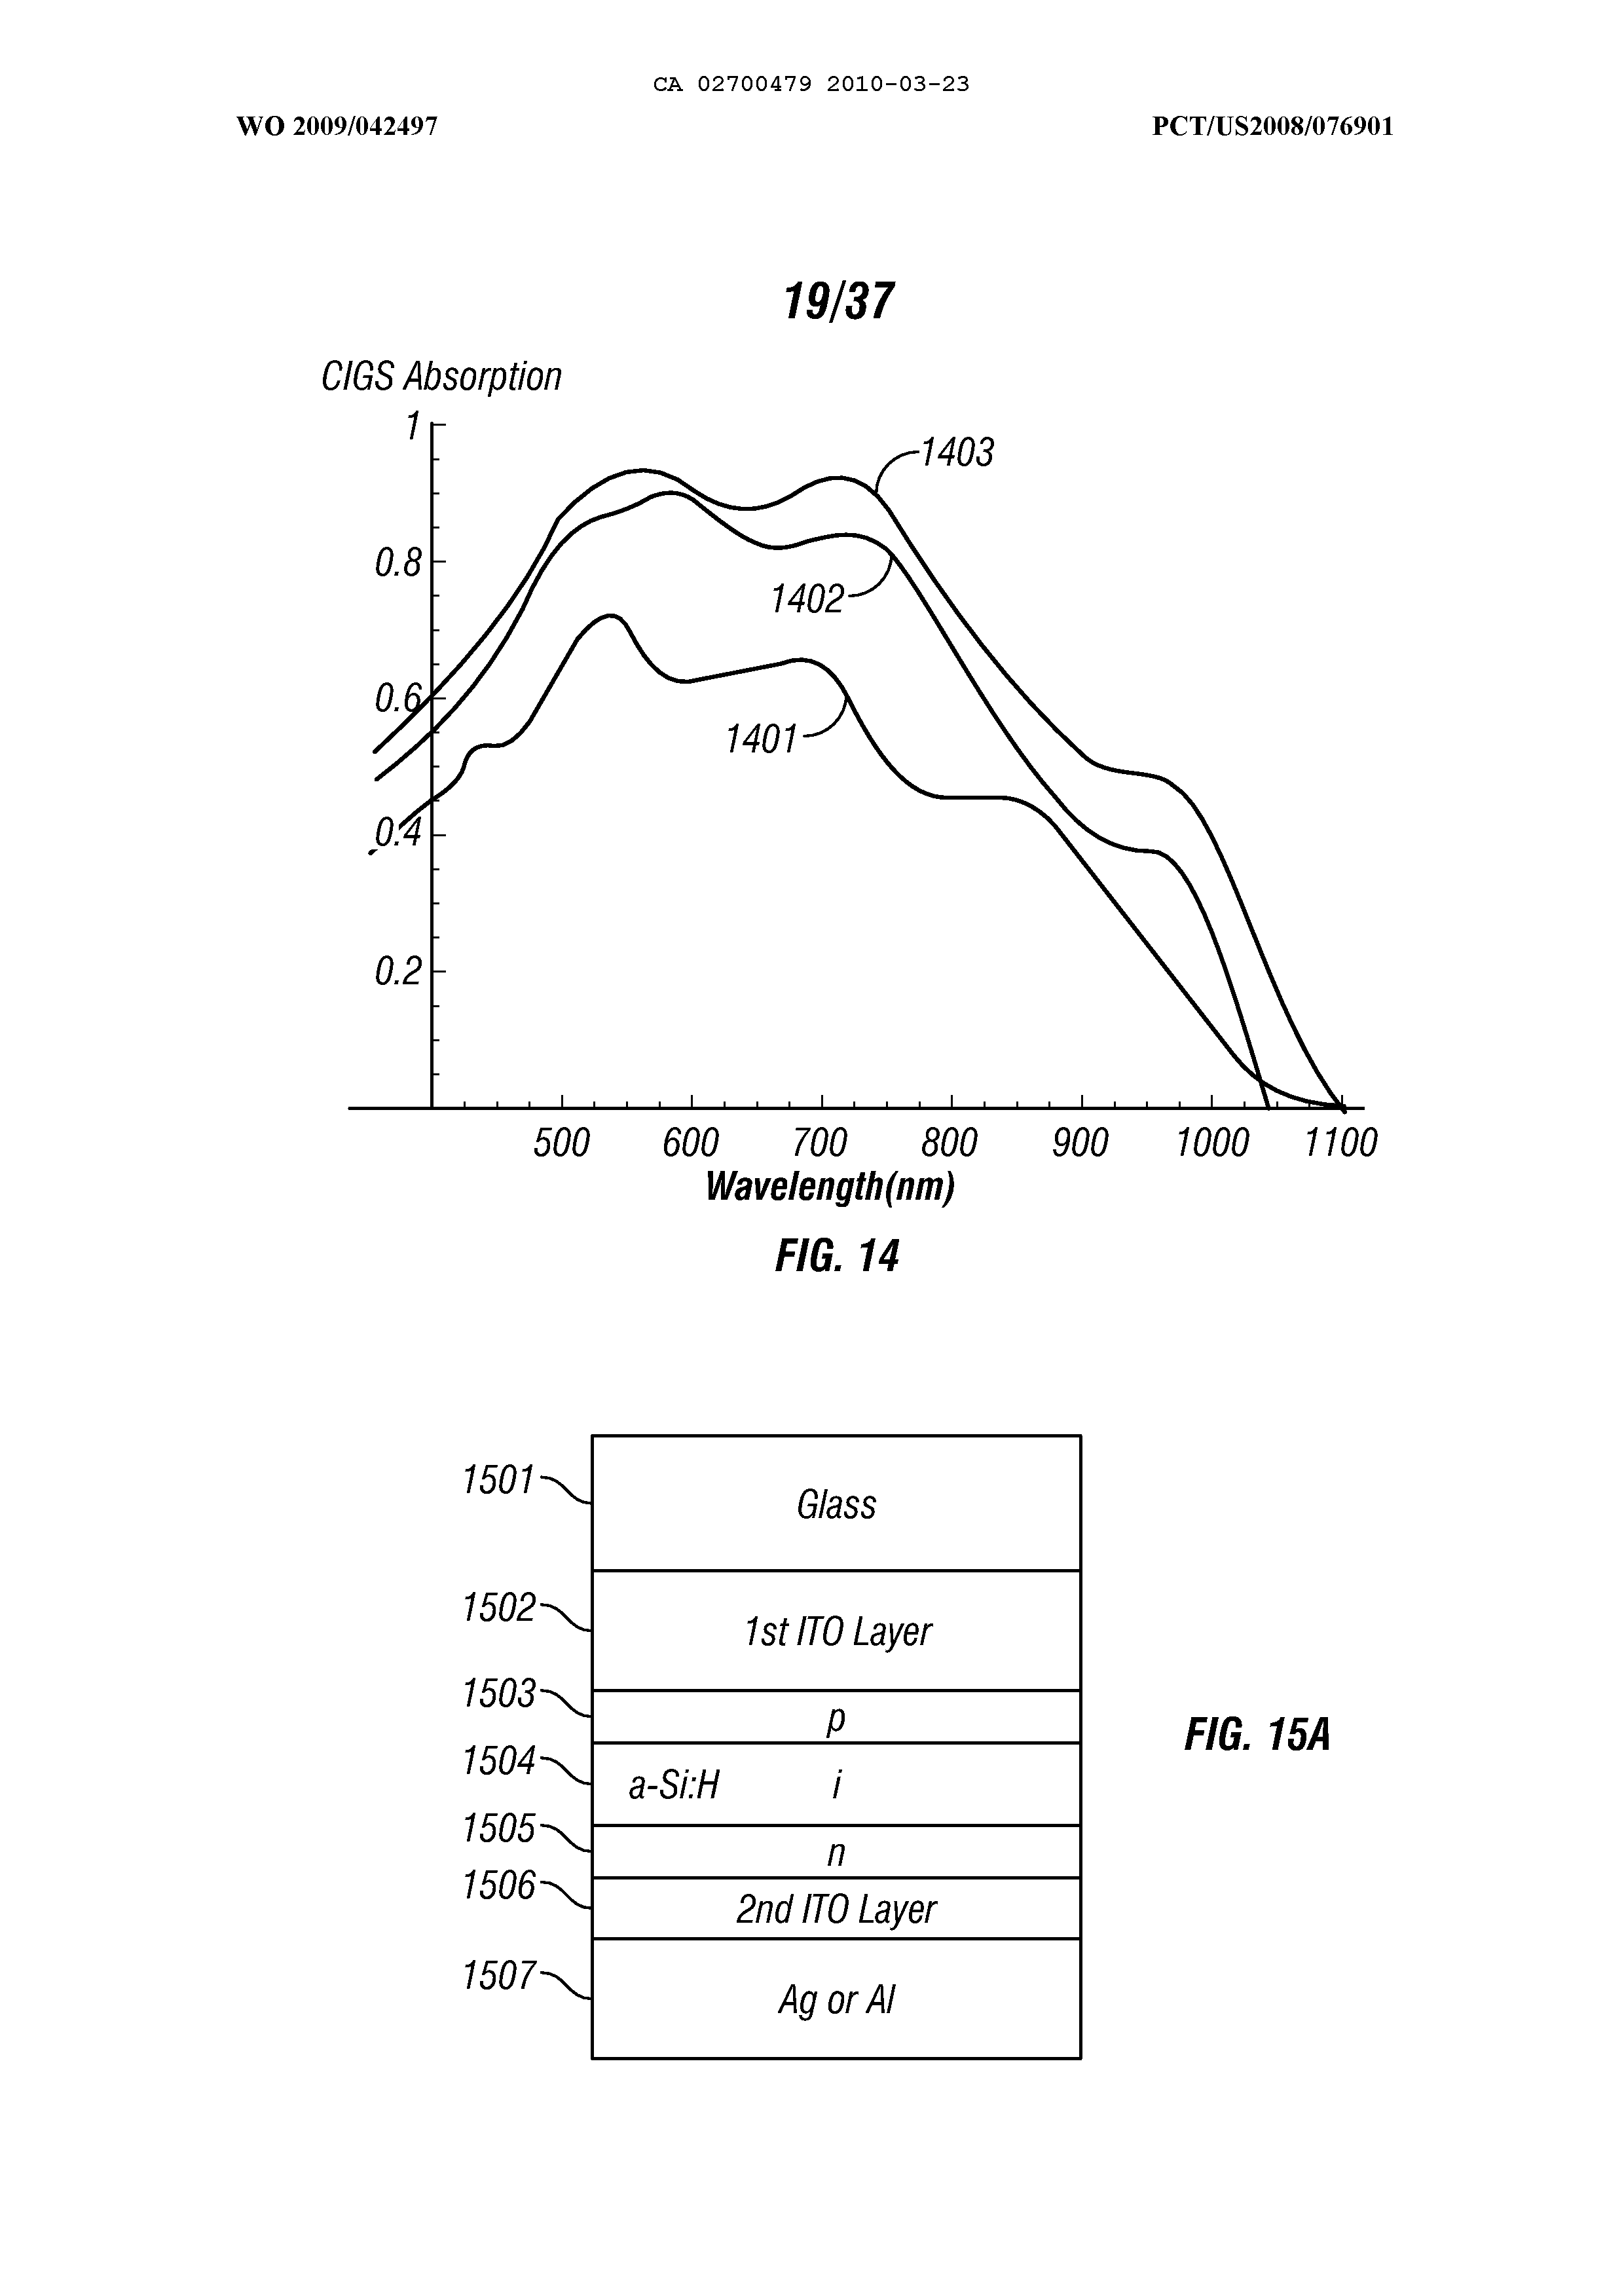 CA 02700479 2010-03-23
WO 2009/042497 PCT/US2008/076901
19/37
CIGS Absorption
1
1403
0.8
1402
0.6
1401
0.4
0.2
500 600 700 800 900 1000 1100
Wavelength(nm)
FIG. 14
1501 Glass
1502 1st ITO Layer
1503 p
FIG. 15A
1504 a-Si:H i
1505 n
1506 2nd ITO Layer
1507 Ag or Al